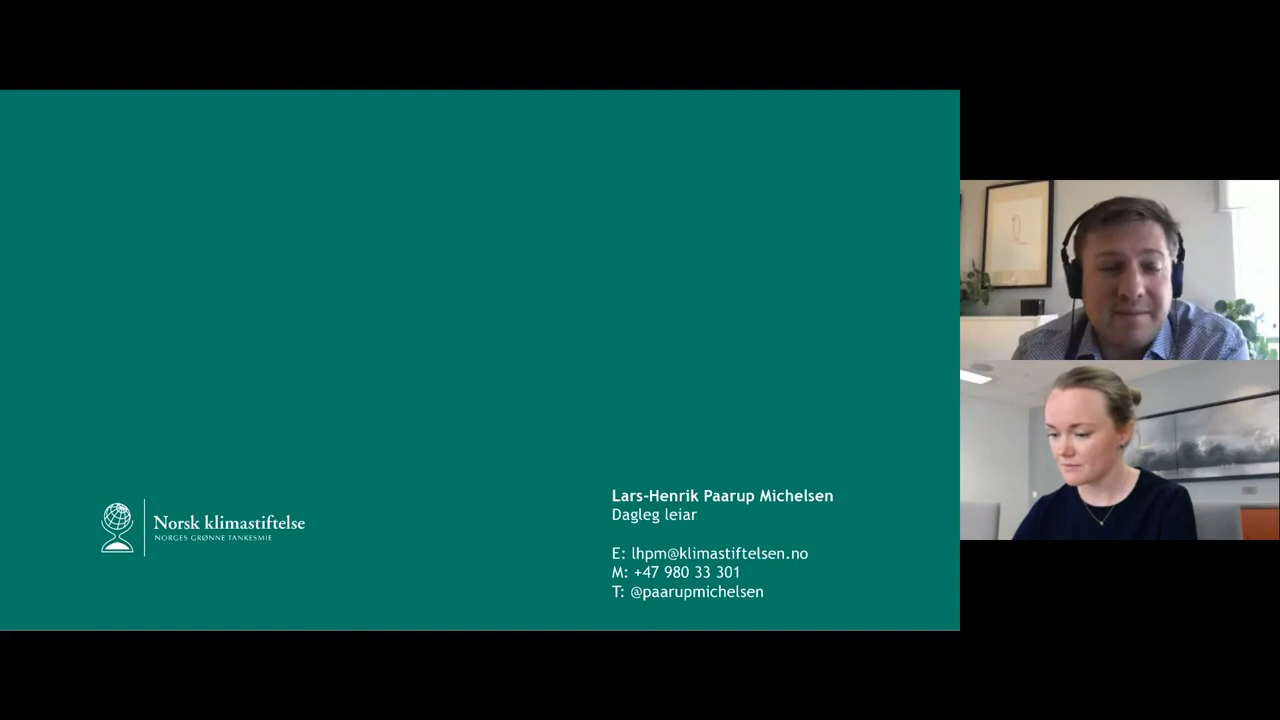 Norsk klimastiftelse
NORGES GRØNNE TANKESMIE
Lars-Henrik Paarup Michelsen
Dagleg leiar
E: lhpm@klimastiftelsen.no
M: +47 980 33 301
T: @paarupmichelsen